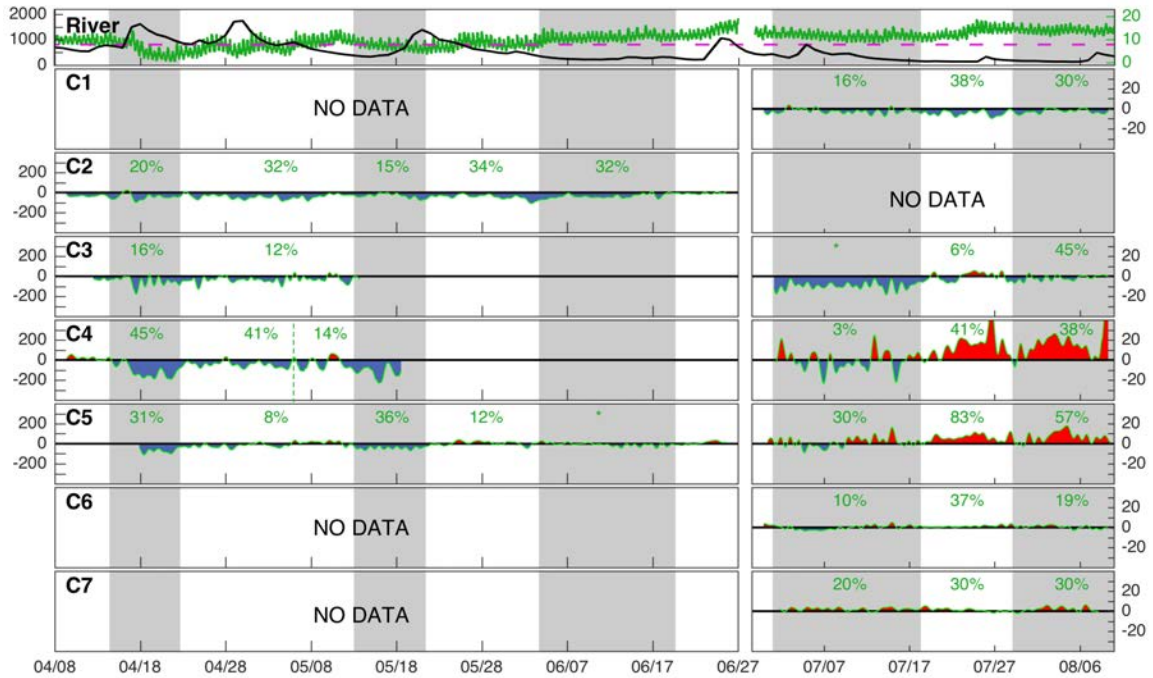 2000 River 20
1000 10
0 0
C1 16% 38% 30% 20
NO DATA 0
-20
C2 20% 32% 15% 34% 32%
200
0 NO DATA
-200
C3 16% 12% * 6% 45% 20
200
0 0
-200 -20
C4 45% 41% 14% 3% 41% 38% 20
200
0 0
-200 -20
C5 31% 8% 36% 12% * 30% 83% 57% 20
200
0 0
-200 -20
C6 10% 37% 19% 20
NO DATA 0
-20
C7 20% 30% 30% 20
NO DATA 0
-20
04/08 04/18 04/28 05/08 05/18 05/28 06/07 06/17 06/27 07/07 07/17 07/27 08/06